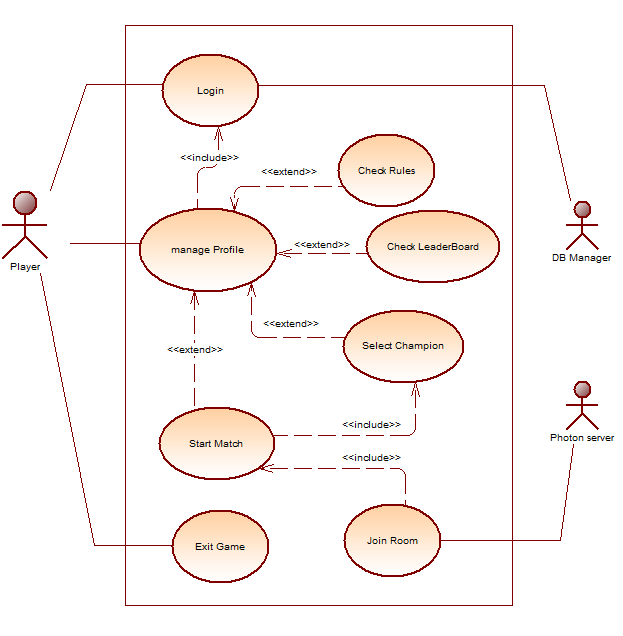 Login
<<include>>
<<extend>>
Check Rules
Player
manage Profile
<<extend>>
Check LeaderBoard
DB Manager
<<extend>>
<<extend>>
Select Champion
Start Match
<<include>>
Photon server
<<include>>
Exit Game
Join Room